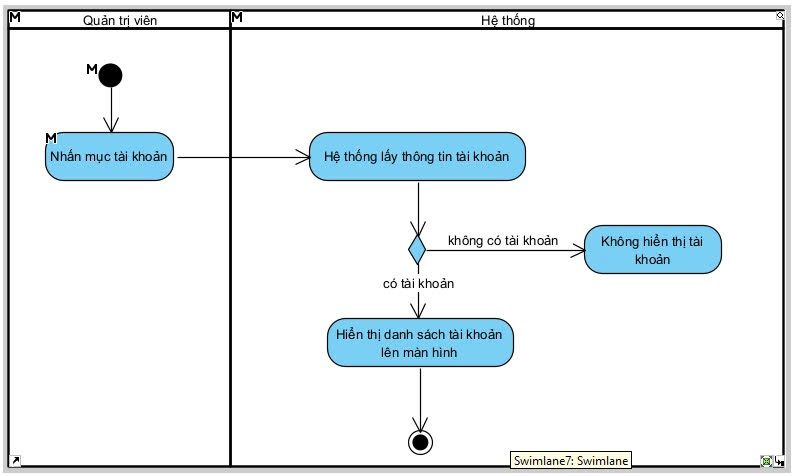 M
Quản trị viên
M
Hệ thống
M
M
Nhấn mục tài khoản
Hệ thống lấy thông tin tài khoản
không có tài khoản
Không hiển thị tài
khoản
có tài khoản
Hiển thị danh sách tài khoản
lên màn hình
Swimlane7: Swimlane